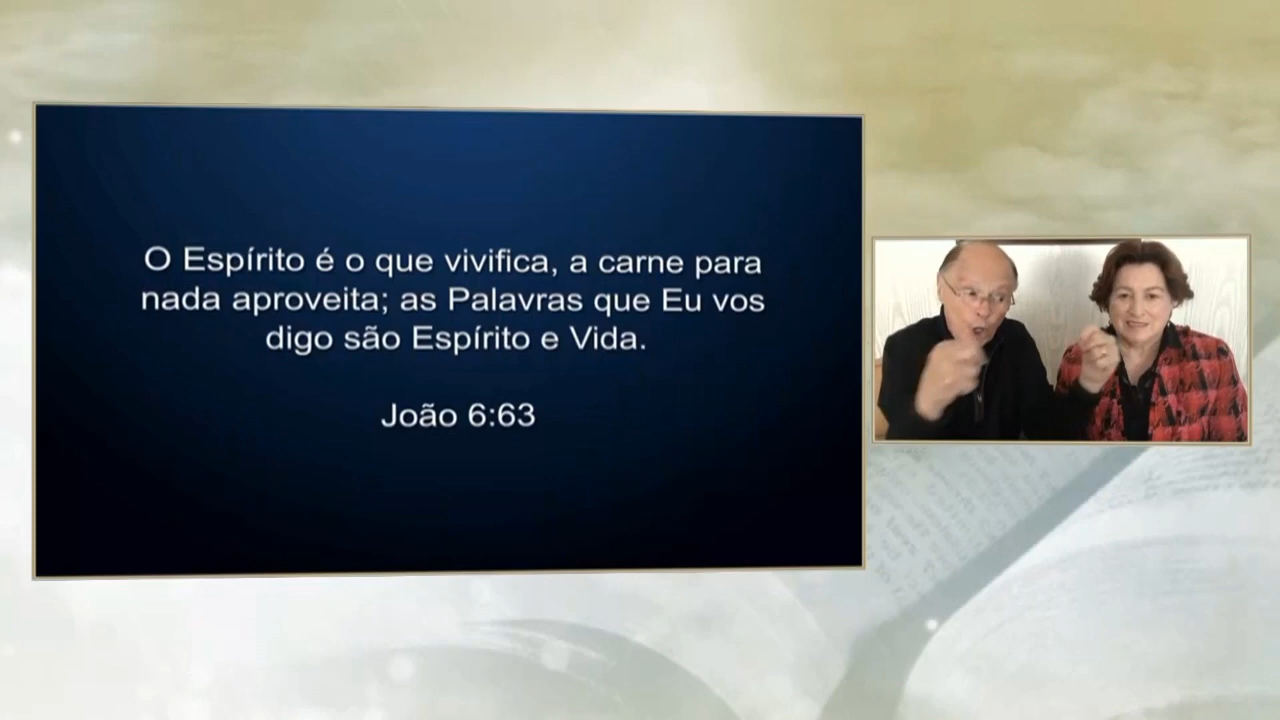 O Espírito é o que vivifica, a carne para
nada aproveita; as Palavras que Eu vos
digo são Espírito e Vida.
João 6:63